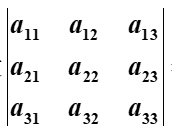 a₁₁ a₁₂ a₁₃
a₂₁ a₂₂ a₂₃
a₃₁ a₃₂ a₃₃